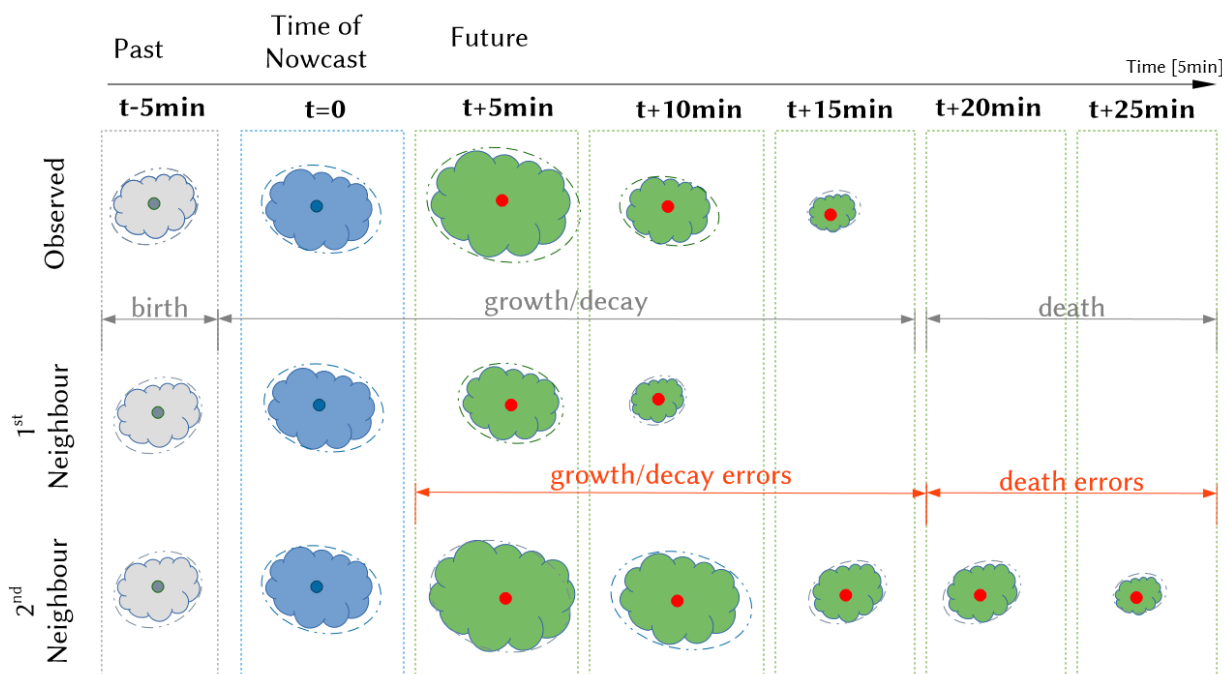 Past
Time of
Nowcast
Future
Time [5min]
t-5min
t=0
t+5min
t+10min
t+15min
t+20min
t+25min
Observed
birth
growth/decay
death
1st
Neighbour
growth/decay errors
death errors
2nd
Neighbour